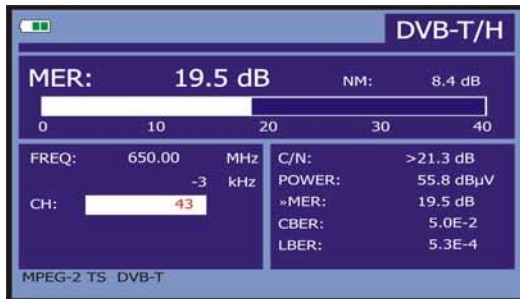 DVB-T/H
MER: 19.5 dB NM: 8.4 dB
0 10 20 30 40
FREQ: 650.00 MHz
-3 kHz
CH: 43
C/N: >21.3 dB
POWER: 55.8 dBµV
»MER: 19.5 dB
CBER: 5.0E-2
LBER: 5.3E-4
MPEG-2 TS DVB-T